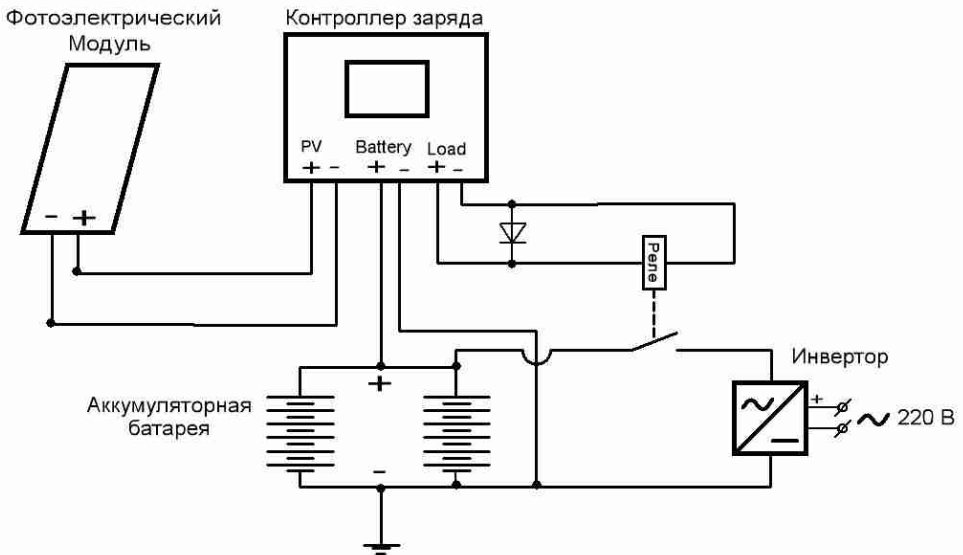 Фотоэлектрический
Модуль
Контроллер заряда
PV Battery Load
+ - + - + -
- +
Реле
Инвертор
+
Аккумуляторная
батарея
+
~ 220 В
-